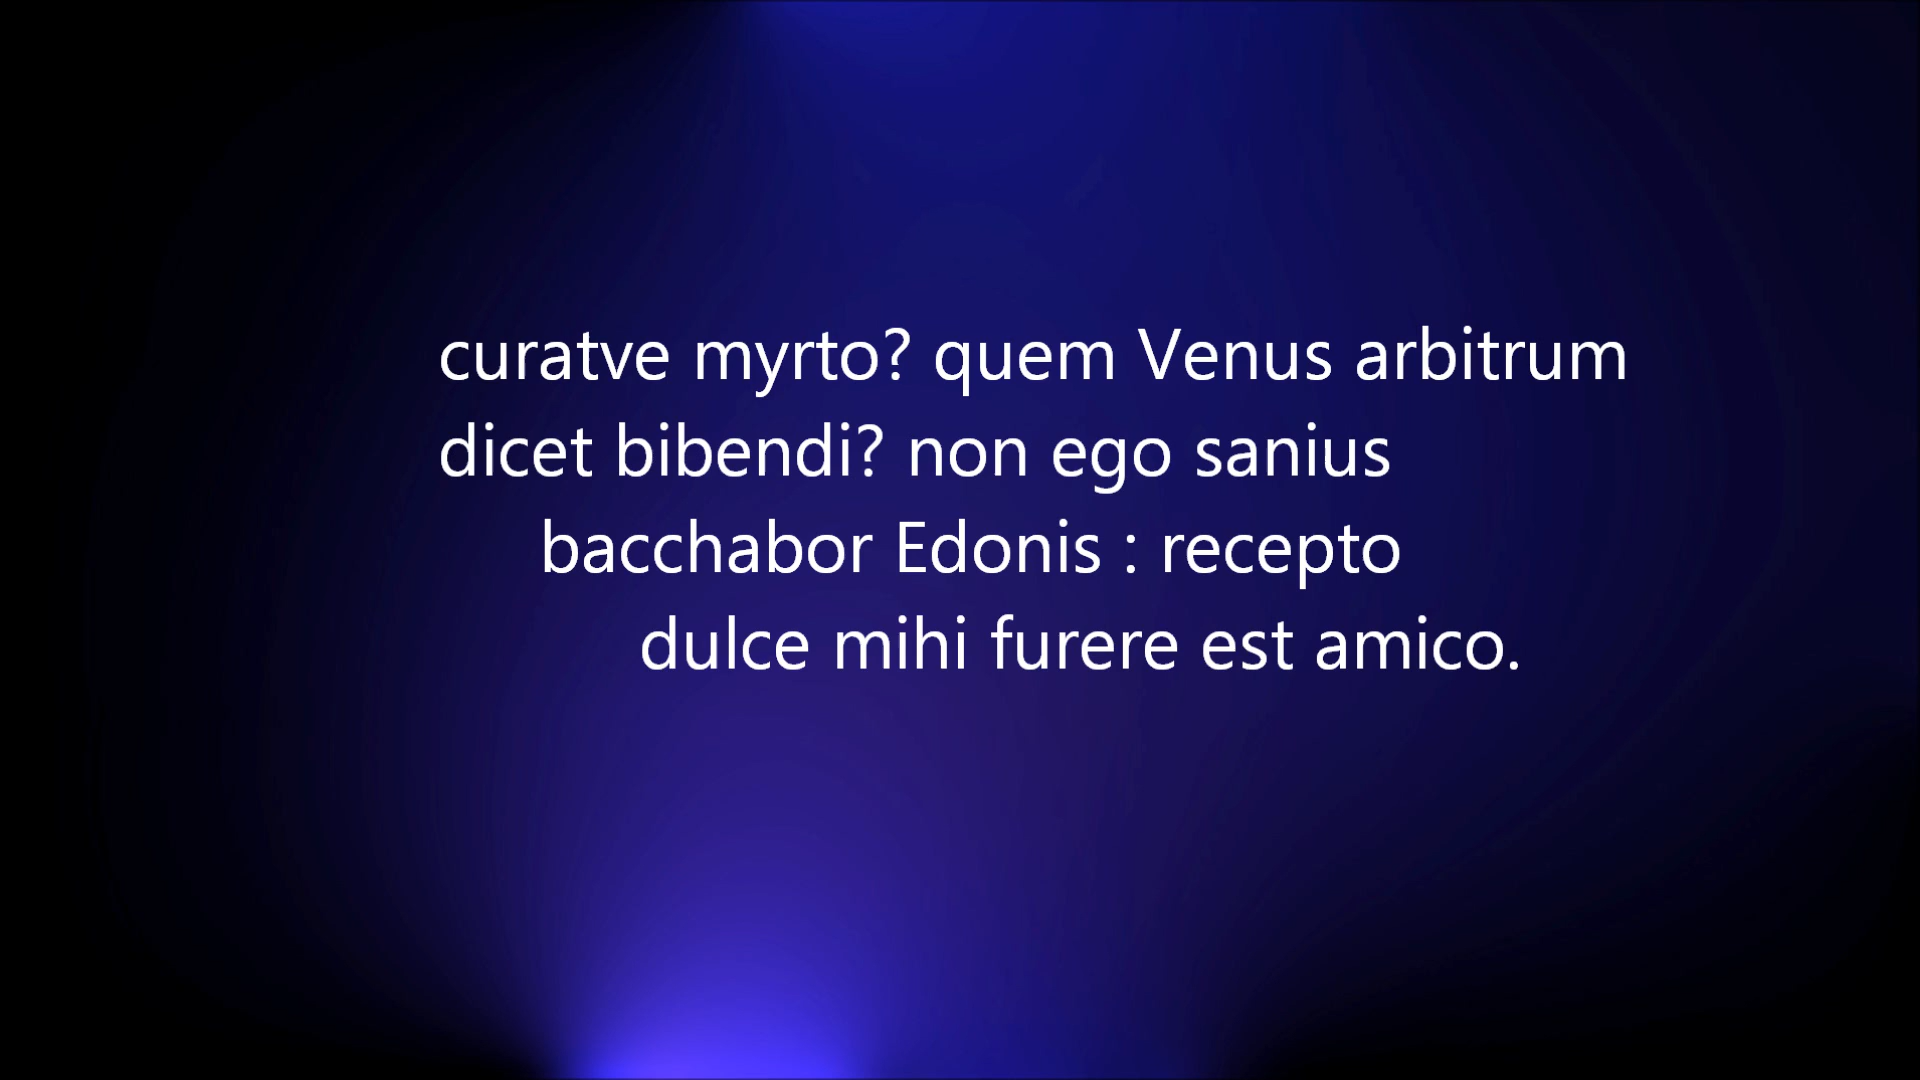 curatve myrto? quem Venus arbitrum
dicet bibendi? non ego sanius
bacchabor Edonis : recepto
dulce mihi furere est amico.